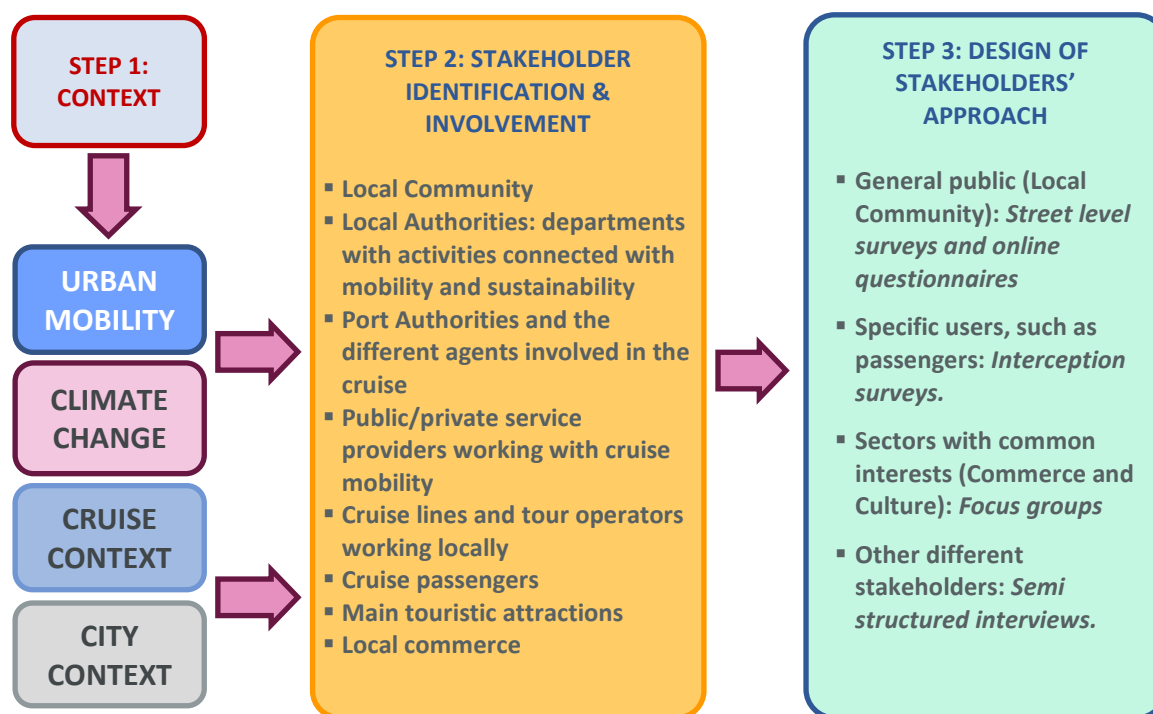 STEP 1:
CONTEXT
URBAN
MOBILITY
CLIMATE
CHANGE
CRUISE
CONTEXT
CITY
CONTEXT
STEP 2: STAKEHOLDER
IDENTIFICATION &
INVOLVEMENT
▪ Local Community
▪ Local Authorities: departments
with activities connected with
mobility and sustainability
▪ Port Authorities and the
different agents involved in the
cruise
▪ Public/private service
providers working with cruise
mobility
▪ Cruise lines and tour operators
working locally
▪ Cruise passengers
▪ Main touristic attractions
▪ Local commerce
STEP 3: DESIGN OF
STAKEHOLDERS’
APPROACH
▪ General public (Local
Community): Street level
surveys and online
questionnaires
▪ Specific users, such as
passengers: Interception
surveys.
▪ Sectors with common
interests (Commerce and
Culture): Focus groups
▪ Other different
stakeholders: Semi
structured interviews.